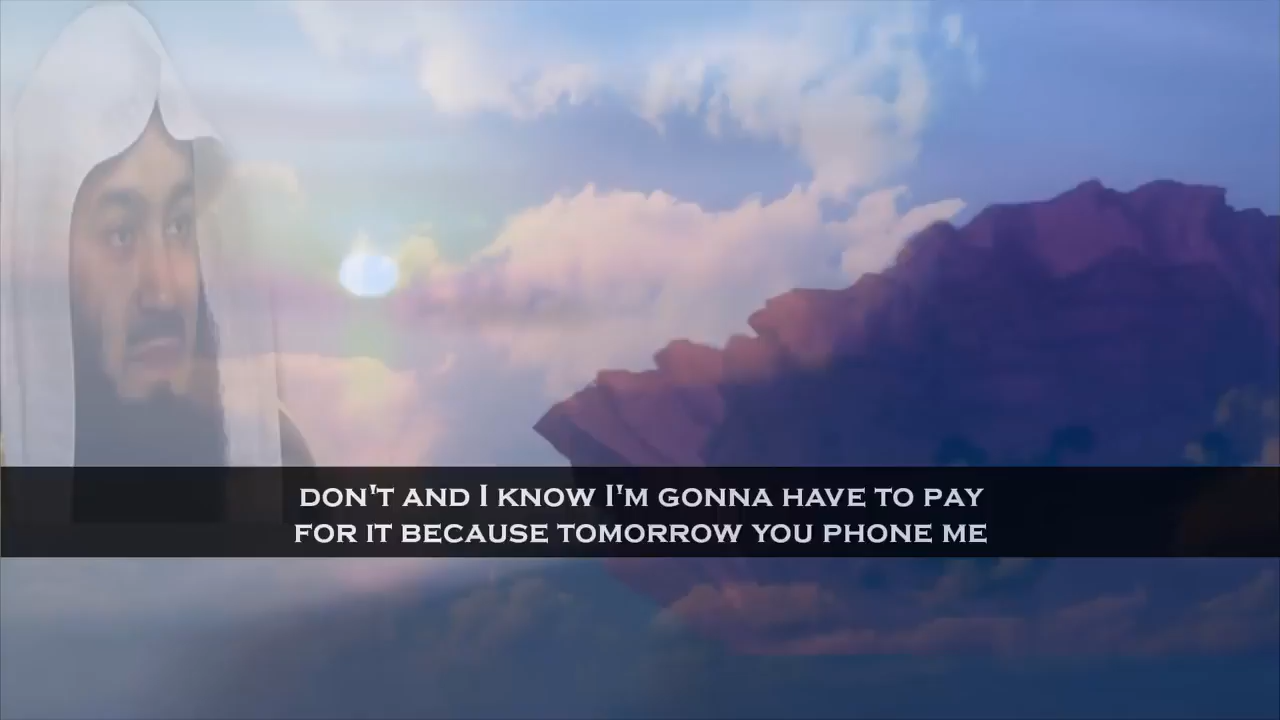 DON'T AND I KNOW I'M GONNA HAVE TO PAY
FOR IT BECAUSE TOMORROW YOU PHONE ME